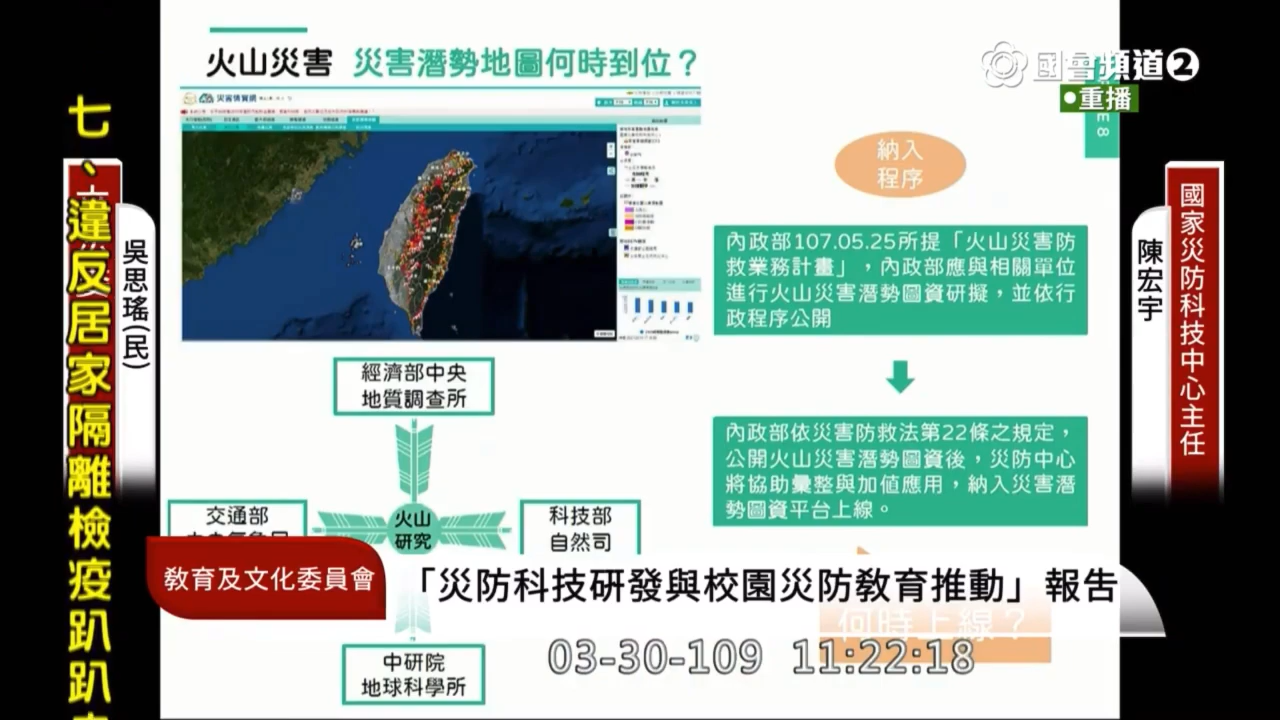 火山災害 災害潛勢地圖何時到位？
國會頻道2
重播
E 8
七、違反居家隔離檢疫趴趴
吳思瑤(民)
國家災防科技中心主任
陳宏宇
災害情資網
納入
程序
內政部107.05.25所提「火山災害防
救業務計畫」，內政部應與相關單位
進行火山災害潛勢圖資研擬，並依行
政程序公開
內政部依災害防救法第22條之規定，
公開火山災害潛勢圖資後，災防中心
將協助彙整與加值應用，納入災害潛
勢圖資平台上線。
何時上線？
經濟部中央
地質調查所
交通部
火山
研究
科技部
自然司
中研院
地球科學所
教育及文化委員會
「災防科技研發與校園災防教育推動」報告
03-30-109 11:22:18